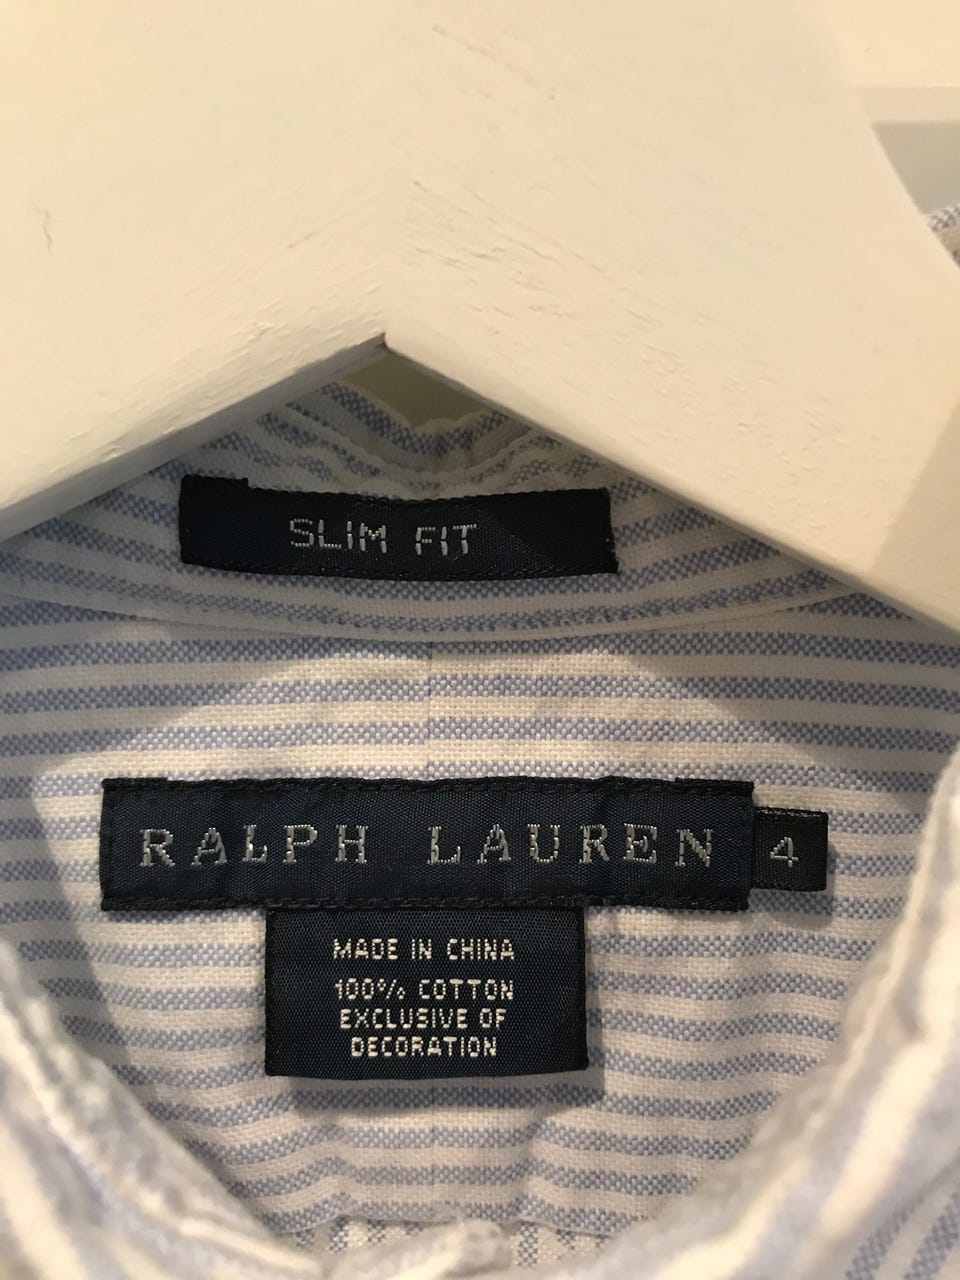 SLIM FIT
RALPH LAUREN 4
MADE IN CHINA
100% COTTON
EXCLUSIVE OF
DECORATION